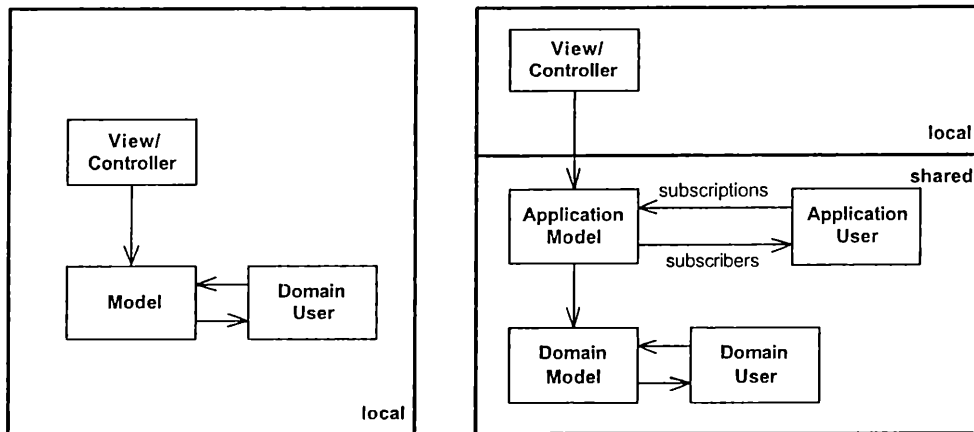 View/
Controller
Model
Domain
User
local
View/
Controller
local
shared
Application
Model
subscriptions
subscribers
Application
User
Domain
Model
Domain
User